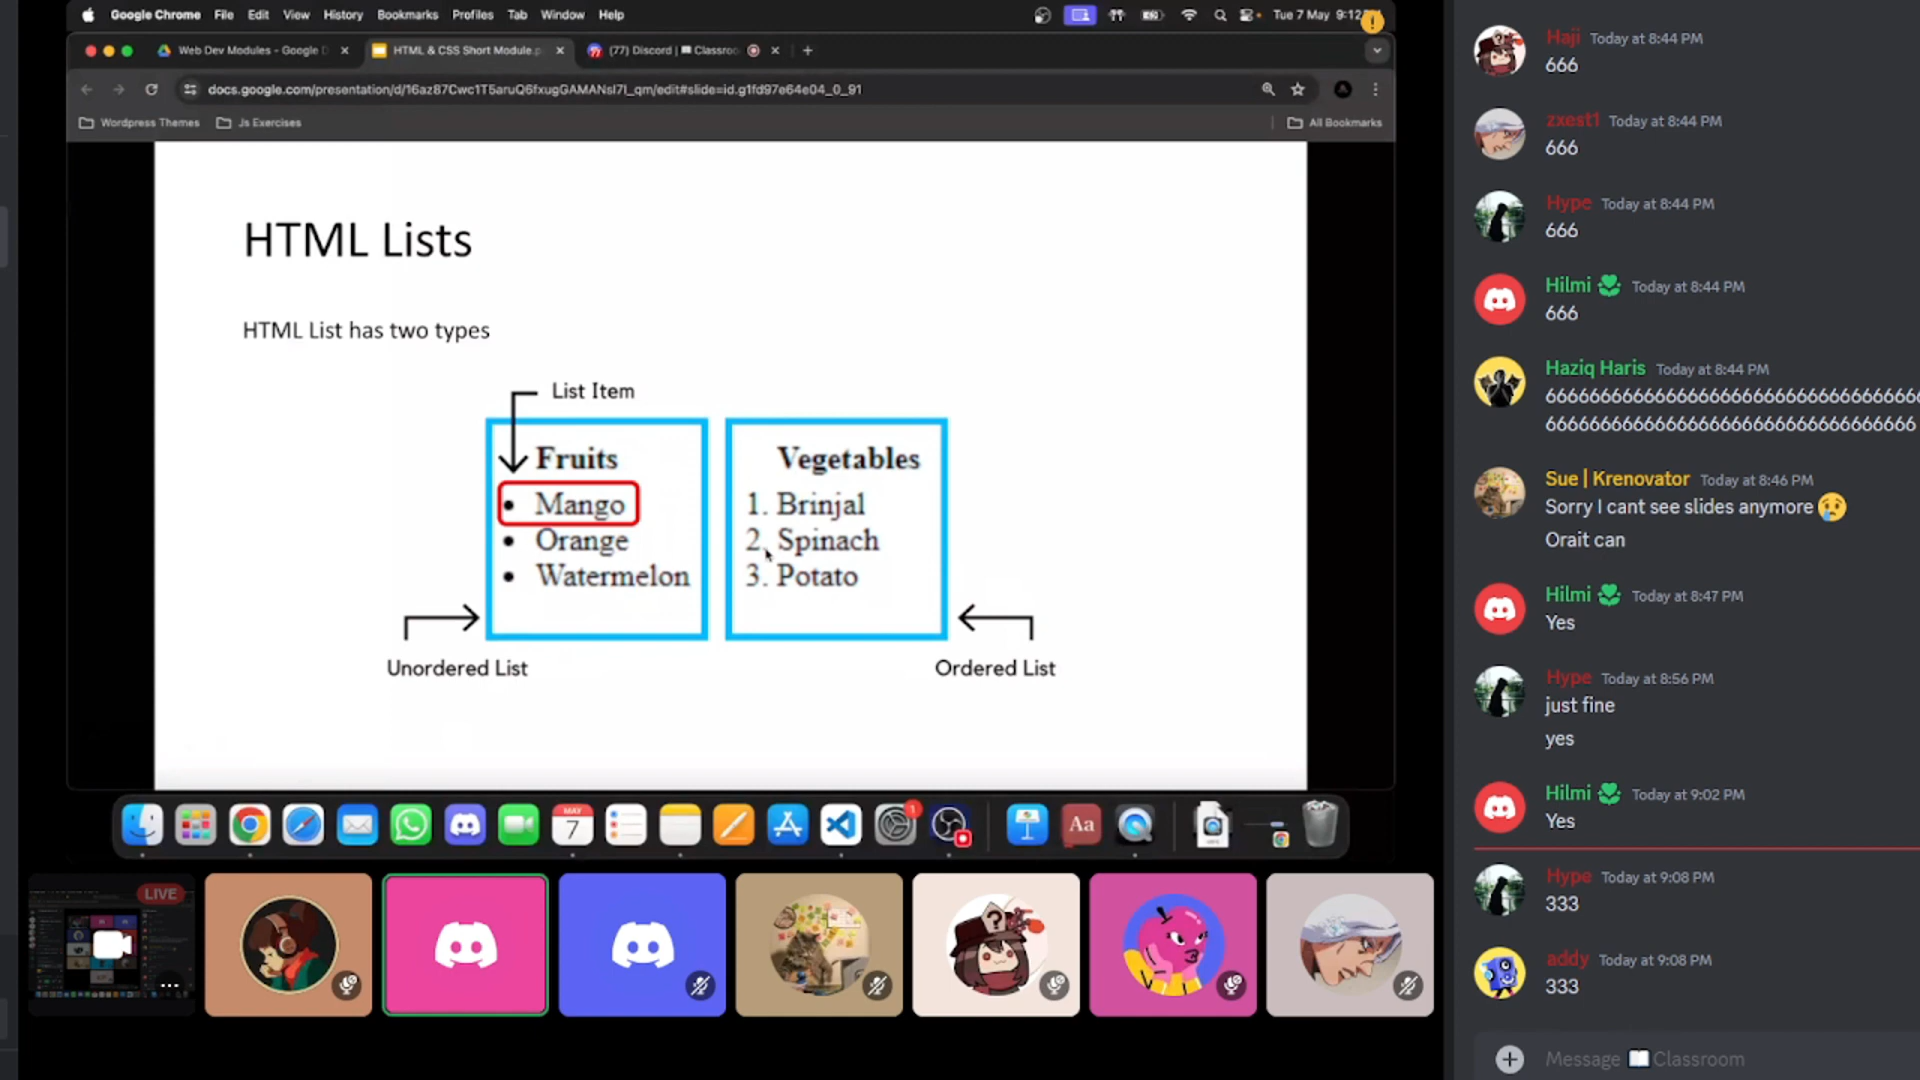 Google Chrome File Edit View History Bookmarks Profiles Tab Window Help
Tue 7 May 9:12
Web Dev Modules - Google D
HTML & CSS Short Module.p
(77) Discord | Classroo
docs.google.com/presentation/d/16az87Cwc1T5aruQ6fxugGAMANsI7I_qm/edit#slide=id.g1fd97e64e04_0_91
Wordpress Themes
Js Exercises
All Bookmarks
HTML Lists
HTML List has two types
List Item
Fruits
• Mango
• Orange
• Watermelon
Vegetables
1. Brinjal
2. Spinach
3. Potato
Unordered List
Ordered List
MAY
7
1
Aa
LIVE
?
Haji Today at 8:44 PM
666
zxest1 Today at 8:44 PM
666
Hype Today at 8:44 PM
666
Hilmi Today at 8:44 PM
666
Haziq Haris Today at 8:44 PM
Sue | Krenovator Today at 8:46 PM
Sorry I cant see slides anymore 😢
Orait can
Hilmi Today at 8:47 PM
Yes
Hype Today at 8:56 PM
just fine
yes
Hilmi Today at 9:02 PM
Yes
Hype Today at 9:08 PM
333
addy Today at 9:08 PM
333
Message Classroom